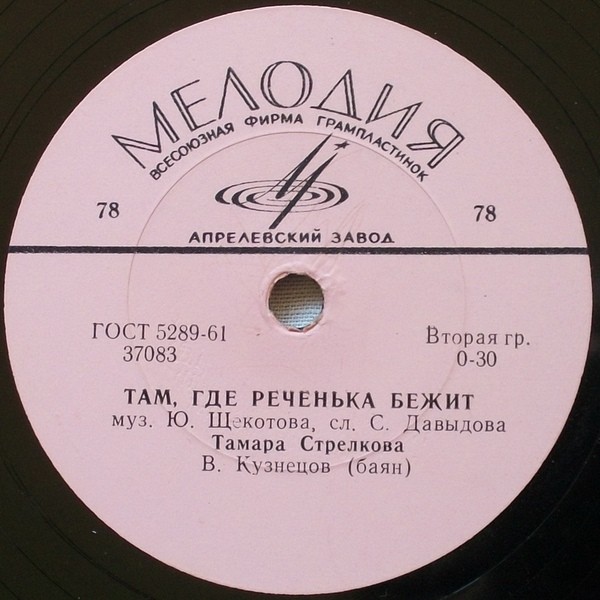 МЕЛОДИЯ
ВСЕСОЮЗНАЯ ФИРМА ГРАМПЛАСТИНОК
78 78
АПРЕЛЕВСКИЙ ЗАВОД
ГОСТ 5289-61 Вторая гр.
37083 0-30
ТАМ, ГДЕ РЕЧЕНЬКА БЕЖИТ
муз. Ю. Щекотова, сл. С. Давыдова
Тамара Стрелкова
В. Кузнецов (баян)